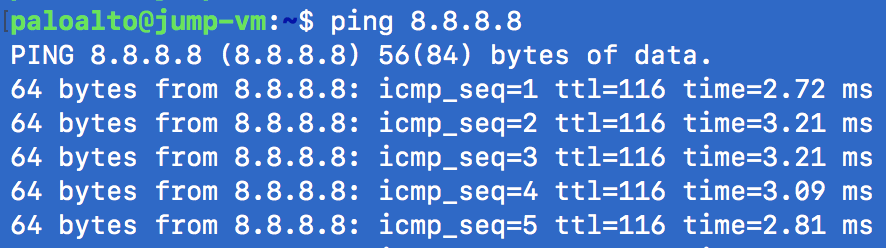 paloalto@jump-vm:~$ ping 8.8.8.8
PING 8.8.8.8 (8.8.8.8) 56(84) bytes of data.
64 bytes from 8.8.8.8: icmp_seq=1 ttl=116 time=2.72 ms
64 bytes from 8.8.8.8: icmp_seq=2 ttl=116 time=3.21 ms
64 bytes from 8.8.8.8: icmp_seq=3 ttl=116 time=3.21 ms
64 bytes from 8.8.8.8: icmp_seq=4 ttl=116 time=3.09 ms
64 bytes from 8.8.8.8: icmp_seq=5 ttl=116 time=2.81 ms